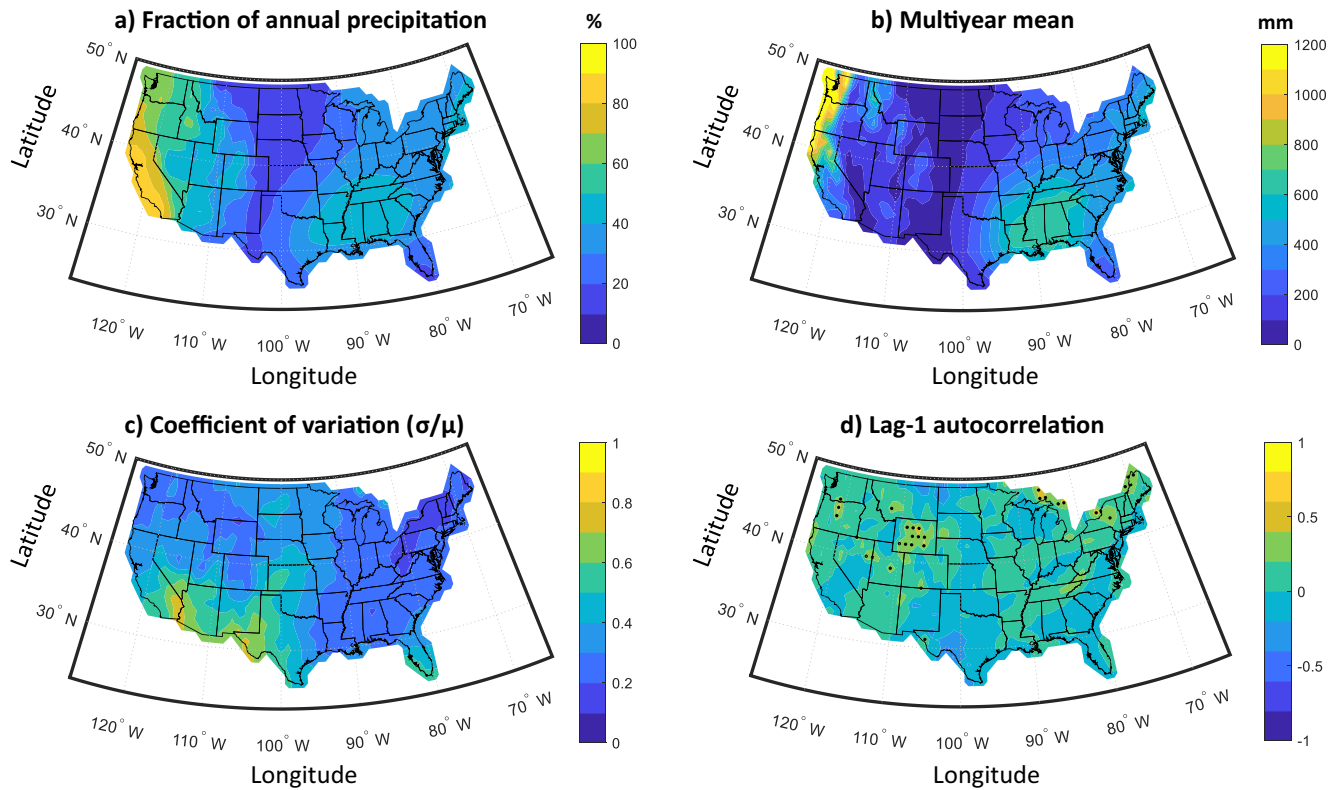 a) Fraction of annual precipitation
%
50° N
40° N
30° N
Latitude
120° W
110° W
100° W
90° W
80° W
70° W
Longitude
100
80
60
40
20
0
b) Multiyear mean
mm
50° N
40° N
30° N
Latitude
120° W
110° W
100° W
90° W
80° W
70° W
Longitude
1200
1000
800
600
400
200
0
c) Coefficient of variation (σ/μ)
50° N
40° N
30° N
Latitude
120° W
110° W
100° W
90° W
80° W
70° W
Longitude
1
0.8
0.6
0.4
0.2
0
d) Lag-1 autocorrelation
50° N
40° N
30° N
Latitude
120° W
110° W
100° W
90° W
80° W
70° W
Longitude
1
0.5
0
-0.5
-1